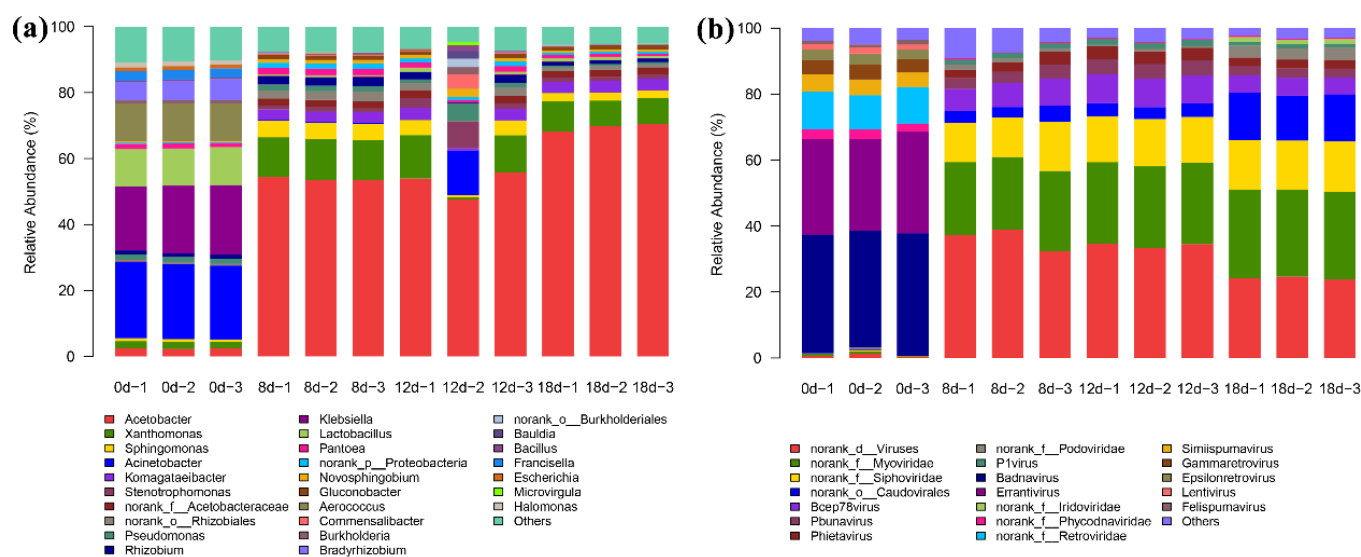 (a)
(b)
Relative Abundance (%)
100
80
60
40
20
0
0d-1 0d-2 0d-3 8d-1 8d-2 8d-3 12d-1 12d-2 12d-3 18d-1 18d-2 18d-3
Acetobacter
Xanthomonas
Sphingomonas
Acinetobacter
Komagataeibacter
Stenotrophomonas
norank_f__Acetobacteraceae
norank_o__Rhizobiales
Pseudomonas
Rhizobium
Klebsiella
Lactobacillus
Pantoea
norank_p__Proteobacteria
Novosphingobium
Gluconobacter
Aerococcus
Commensalibacter
Burkholderia
Bradyrhizobium
norank_o__Burkholderiales
Bauldia
Bacillus
Francisella
Escherichia
Microvirgula
Halomonas
Others
Relative Abundance (%)
100
80
60
40
20
0
0d-1 0d-2 0d-3 8d-1 8d-2 8d-3 12d-1 12d-2 12d-3 18d-1 18d-2 18d-3
norank_d__Viruses
norank_f__Myoviridae
norank_f__Siphoviridae
norank_o__Caudovirales
Bcep78virus
Pbunavirus
Phietavirus
norank_f__Podoviridae
P1virus
Badnavirus
Errantivirus
norank_f__Iridoviridae
norank_f__Phycodnaviridae
norank_f__Retroviridae
Simiispumavirus
Gammaretrovirus
Epsilonretrovirus
Lentivirus
Felispumavirus
Others